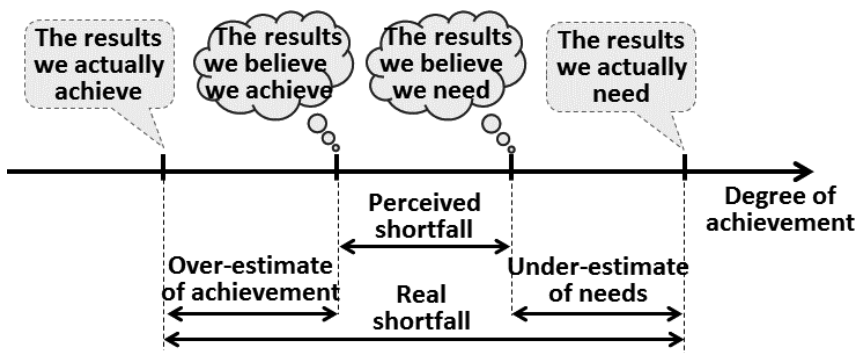 The results
we actually
achieve
The results
we believe
we achieve
The results
we believe
we need
The results
we actually
need
Degree of
achievement
Perceived
shortfall
Over-estimate
of achievement
Under-estimate
of needs
Real
shortfall